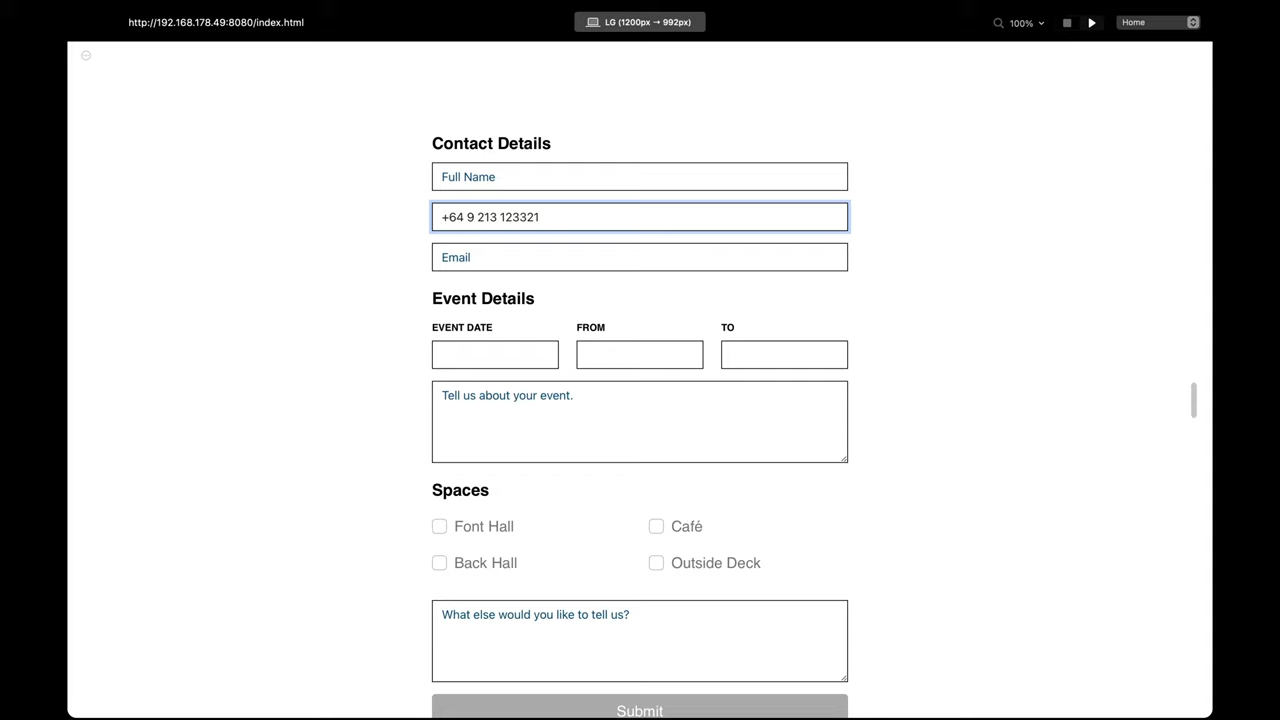 http://192.168.178.49:8080/index.html
LG (1200px → 992px)
100%
Home
Contact Details
Full Name
+64 9 213 123321
Email
Event Details
EVENT DATE FROM TO
Tell us about your event.
Spaces
Font Hall Café
Back Hall Outside Deck
What else would you like to tell us?
Submit